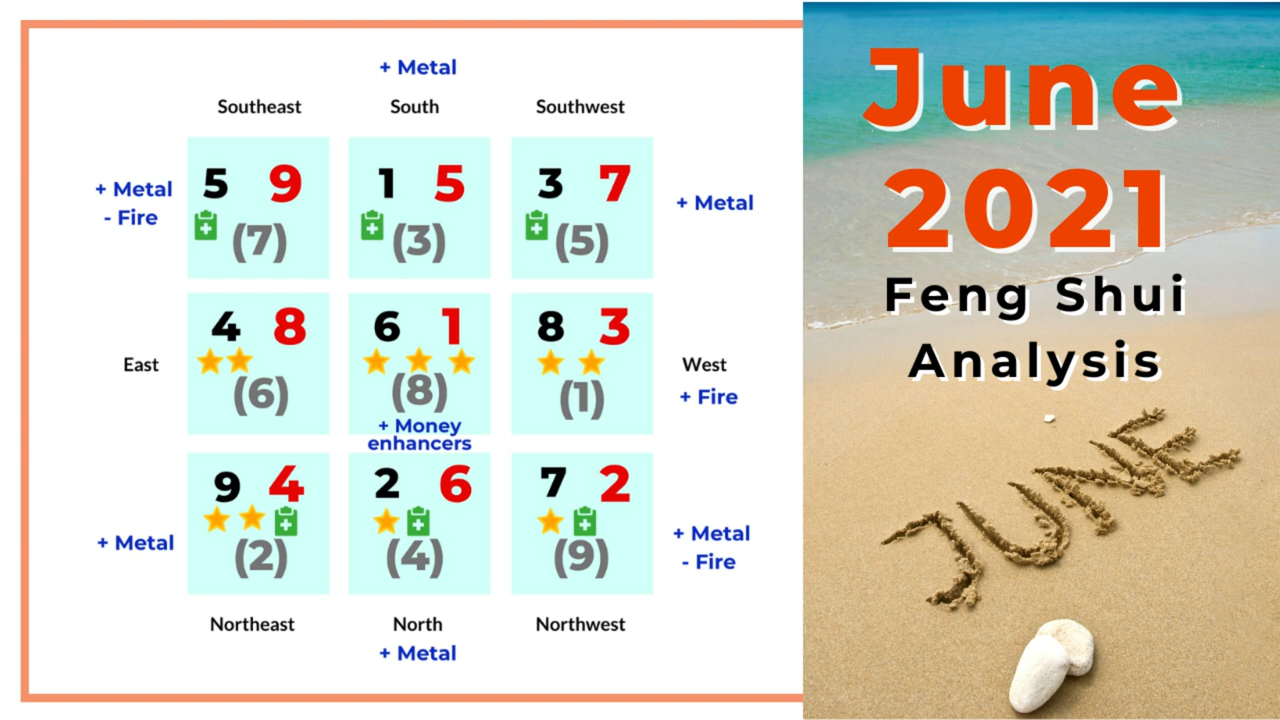 + Metal
Southeast South Southwest
+ Metal
- Fire
5 9
(7)
1 5
(3)
3 7
(5)
+ Metal
East
4 8
(6)
6 1
(8)
+ Money
enhancers
8 3
(1)
West
+ Fire
+ Metal
9 4
(2)
2 6
(4)
7 2
(9)
+ Metal
- Fire
Northeast North Northwest
+ Metal
June
2021
Feng Shui
Analysis
JUNE